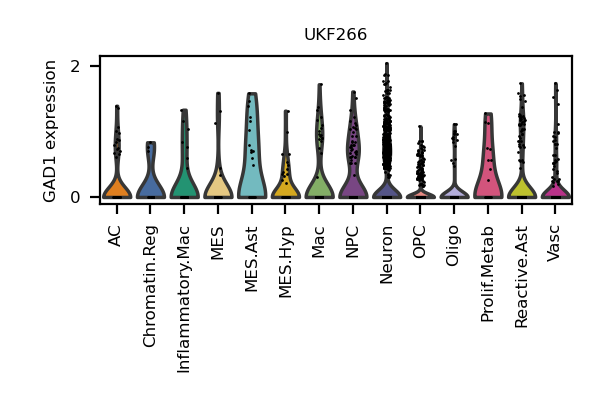 UKF266
GAD1 expression
2
0
AC
Chromatin.Reg
Inflammatory.Mac
MES
MES.Ast
MES.Hyp
Mac
NPC
Neuron
OPC
Oligo
Prolif.Metab
Reactive.Ast
Vasc